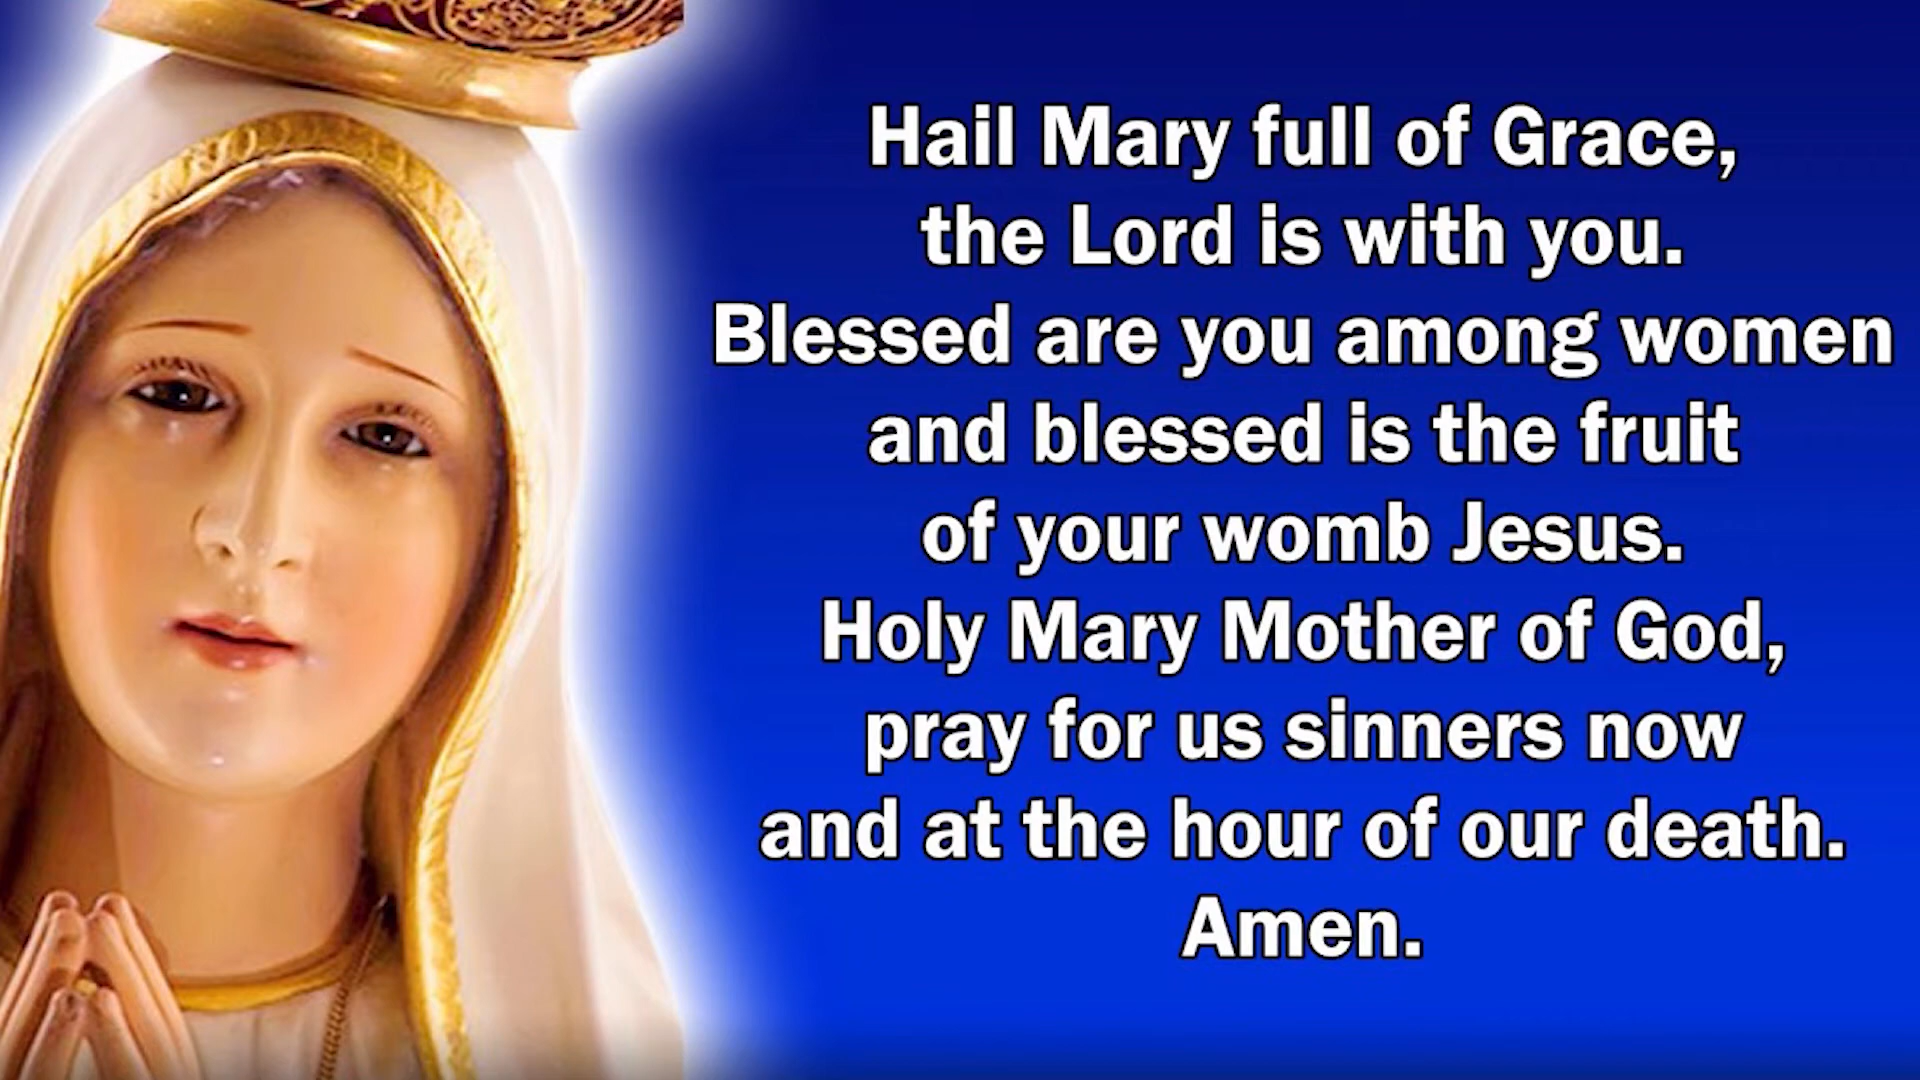 Hail Mary full of Grace,
the Lord is with you.
Blessed are you among women
and blessed is the fruit
of your womb Jesus.
Holy Mary Mother of God,
pray for us sinners now
and at the hour of our death.
Amen.